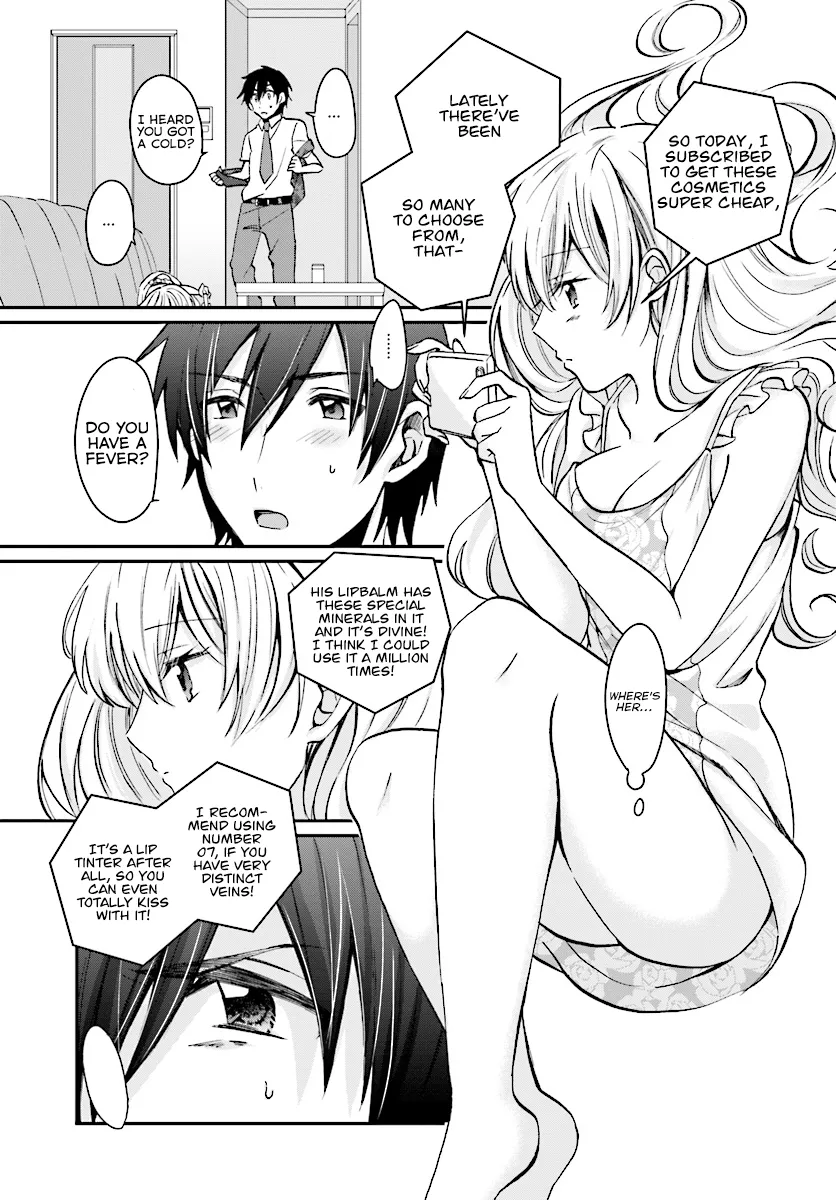 SO TODAY, I
SUBSCRIBED
TO GET THESE
COSMETICS
SUPER CHEAP,
LATELY
THERE'VE
BEEN
SO MANY
TO CHOOSE
FROM,
THAT-
...
I HEARD
YOU GOT
A COLD?
...
......
DO YOU
HAVE A
FEVER?
WHERE'S
HER...
HIS LIPBALM HAS
THESE SPECIAL
MINERALS IN IT
AND IT'S DIVINE!
I THINK I COULD
USE IT A MILLION
TIMES!
I RECOM-
MEND USING
NUMBER
07, IF YOU
HAVE VERY
DISTINCT
VEINS!
IT'S A LIP
TINTER AFTER
ALL, SO YOU
CAN EVEN
TOTALLY KISS
WITH IT!